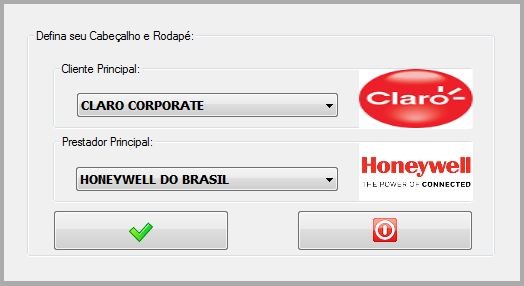 Defina seu Cabeçalho e Rodapé:
Cliente Principal:
CLARO CORPORATE
Claro
Prestador Principal:
HONEYWELL DO BRASIL
Honeywell
THE POWER OF CONNECTED